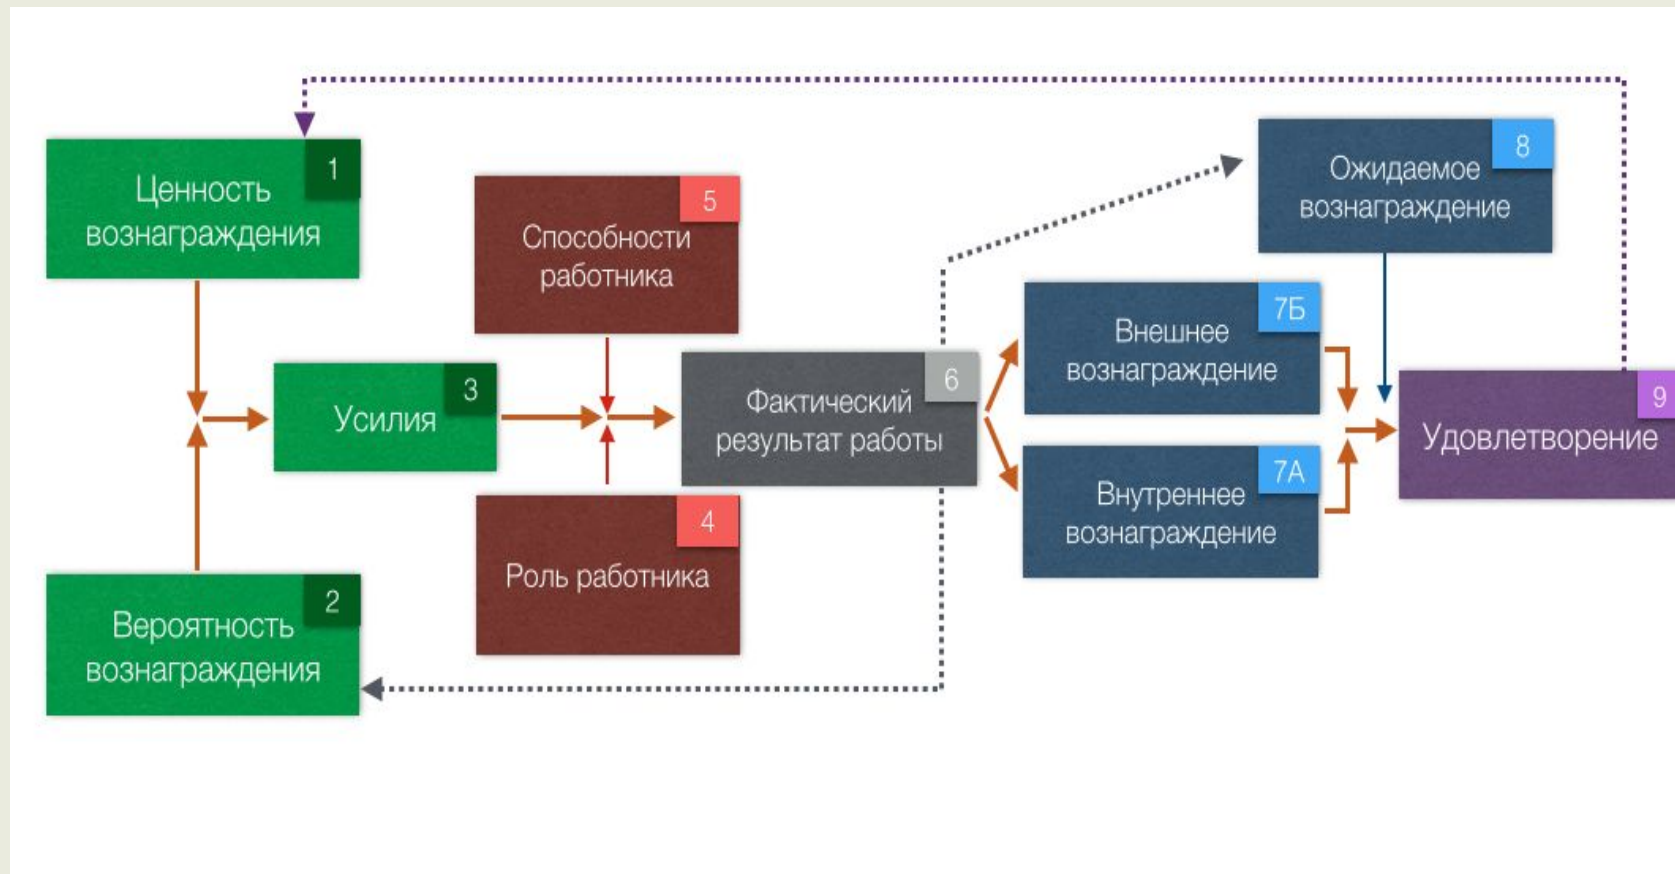 1
Ценность
вознаграждения
5
Способности
работника
8
Ожидаемое
вознаграждение
7Б
Внешнее
вознаграждение
3
Усилия
6
Фактический
результат работы
9
Удовлетворение
7А
Внутреннее
вознаграждение
4
Роль работника
2
Вероятность
вознаграждения